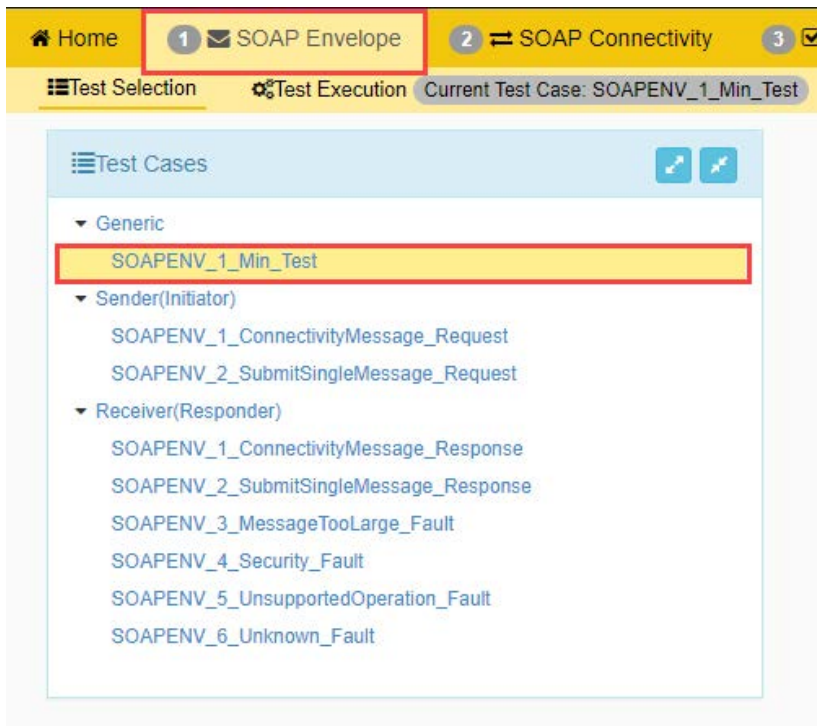 Home 1 SOAP Envelope 2 SOAP Connectivity 3
Test Selection Test Execution Current Test Case: SOAPENV_1_Min_Test
Test Cases
Generic
SOAPENV_1_Min_Test
Sender(Initiator)
SOAPENV_1_ConnectivityMessage_Request
SOAPENV_2_SubmitSingleMessage_Request
Receiver(Responder)
SOAPENV_1_ConnectivityMessage_Response
SOAPENV_2_SubmitSingleMessage_Response
SOAPENV_3_MessageTooLarge_Fault
SOAPENV_4_Security_Fault
SOAPENV_5_UnsupportedOperation_Fault
SOAPENV_6_Unknown_Fault